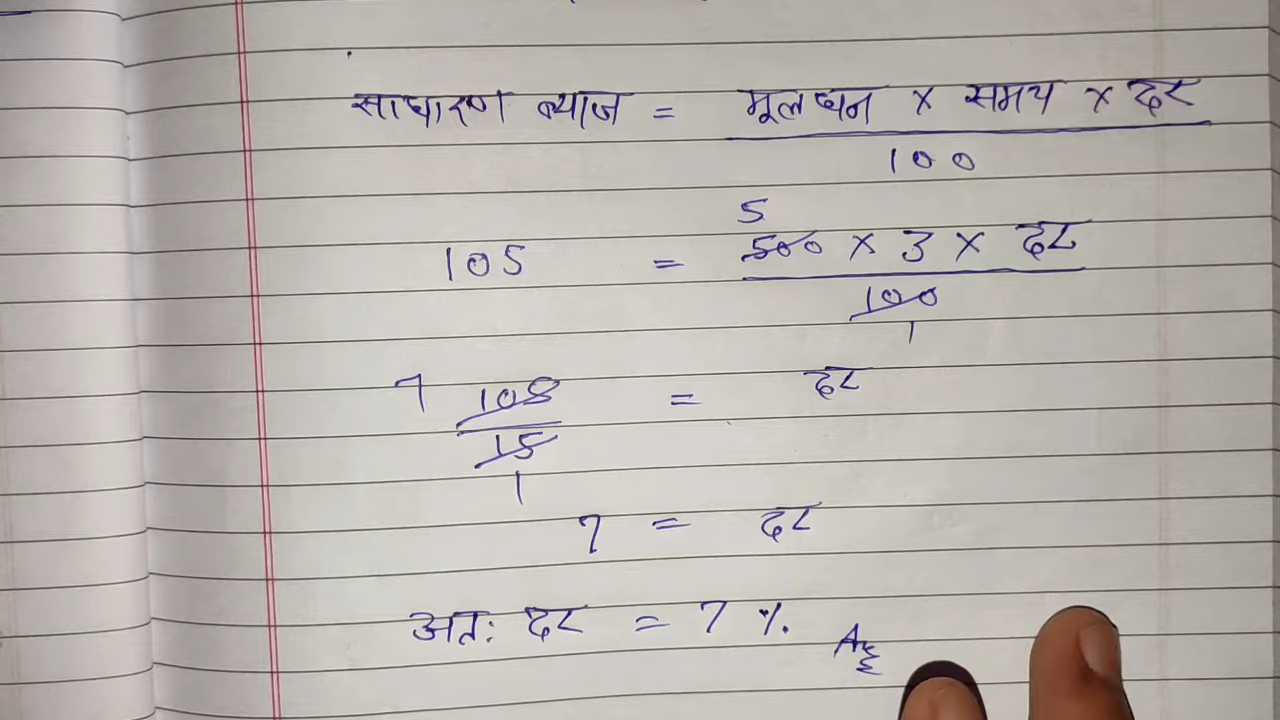 साधारण ब्याज = मूलधन × समय × दर
100
5
105 = 500 × 3 × दर
100
1
7 105 = दर
15
1
7 = दर
अतः दर = 7 %. Ans